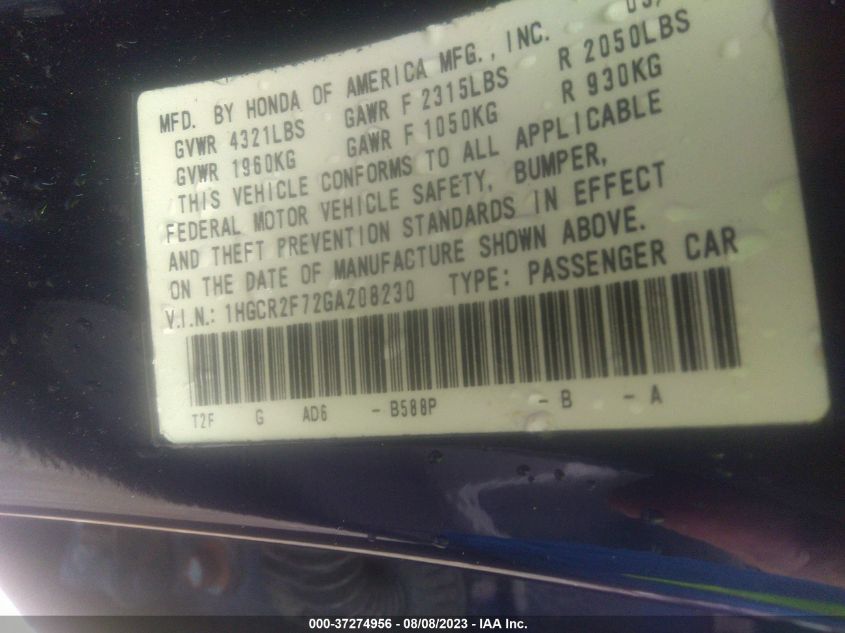 MFD. BY HONDA OF AMERICA MFG., INC.
GVWR 4321LBS GAWR F 2315LBS R 2050LBS
GVWR 1960KG GAWR F 1050KG R 930KG
THIS VEHICLE CONFORMS TO ALL APPLICABLE
FEDERAL MOTOR VEHICLE SAFETY, BUMPER,
AND THEFT PREVENTION STANDARDS IN EFFECT
ON THE DATE OF MANUFACTURE SHOWN ABOVE.
V.I.N.: 1HGCR2F72GA208230 TYPE: PASSENGER CAR
T2F G AD6 - B588P - B - A
000-37274956 - 08/08/2023 - IAA Inc.